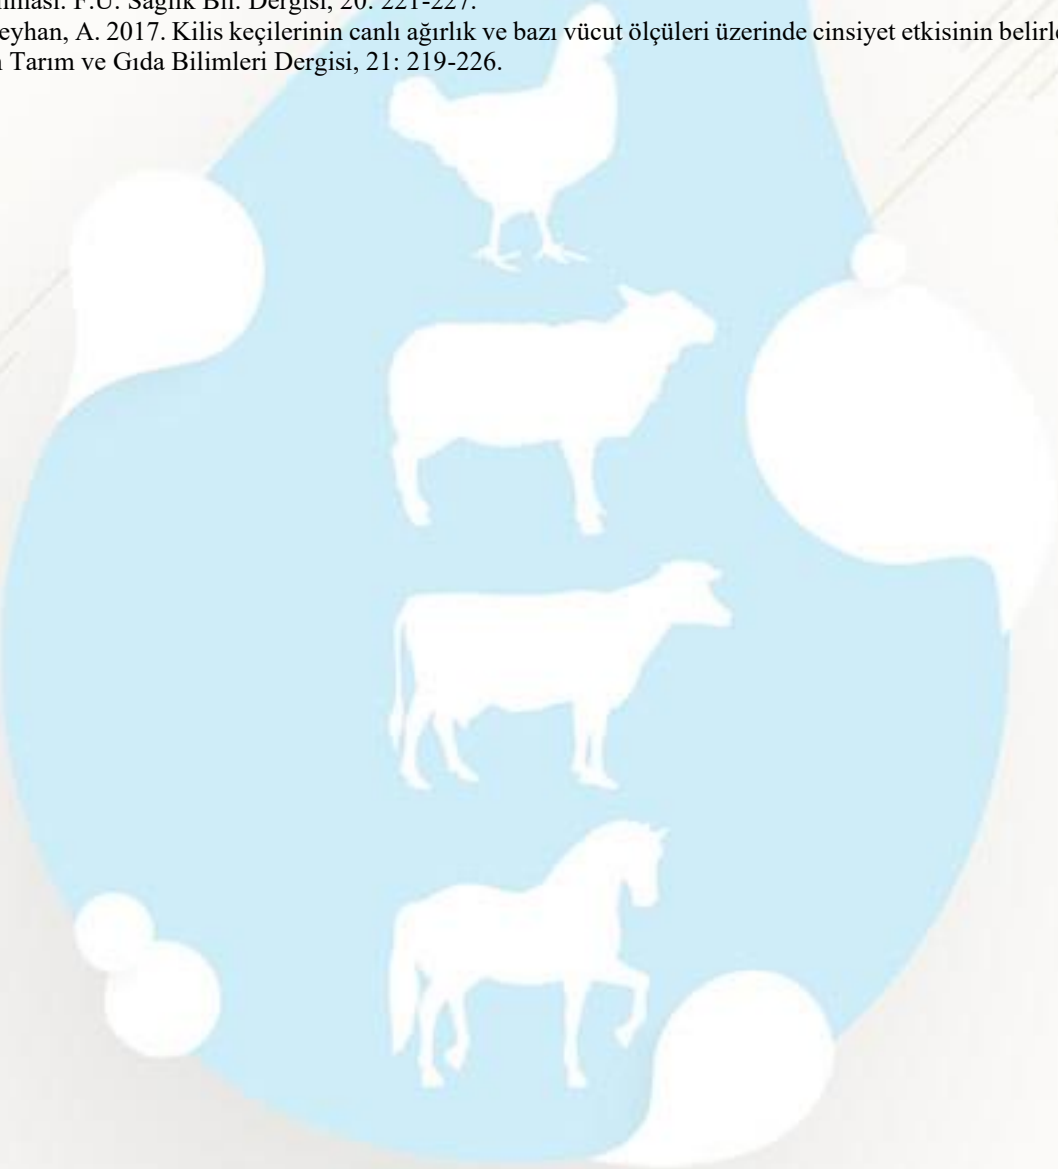 F.Ü. Sağlık Bil. Dergisi, 20: 221-227.
eyhan, A. 2017. Kilis keçilerinin canlı ağırlık ve bazı vücut ölçüleri üzerinde cinsiyet etkisinin belirle
Tarım ve Gıda Bilimleri Dergisi, 21: 219-226.